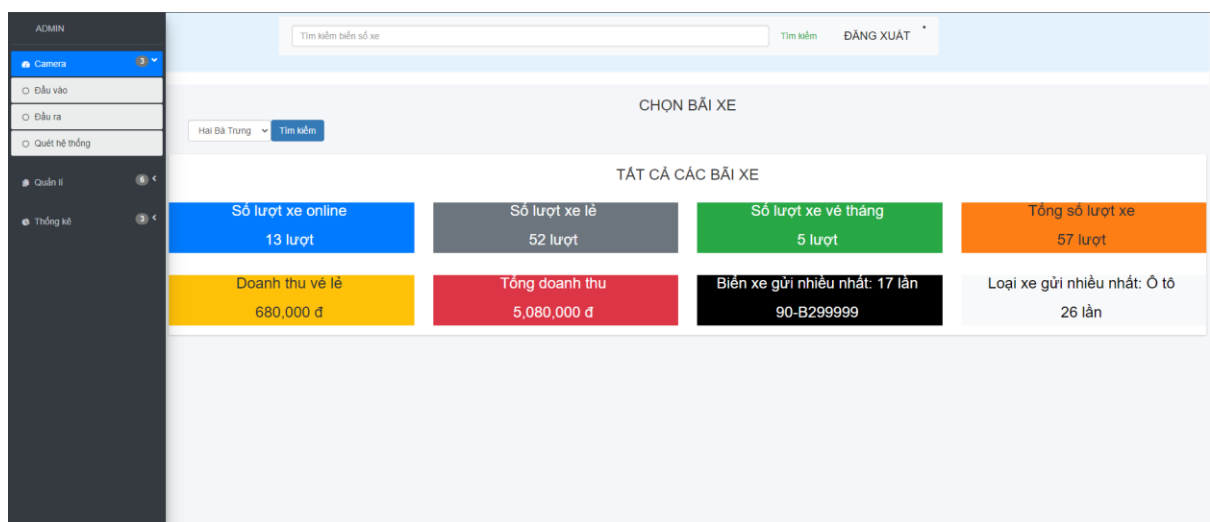 ADMIN
Tìm kiếm biển số xe
Tìm kiếm
ĐĂNG XUẤT
Camera
3
Đầu vào
Đầu ra
Quét hệ thống
Quản lí
6
Thống kê
3
CHỌN BÃI XE
Hai Bà Trưng
Tìm kiếm
TẤT CẢ CÁC BÃI XE
Số lượt xe online
13 lượt
Số lượt xe lẻ
52 lượt
Số lượt xe vé tháng
5 lượt
Tổng số lượt xe
57 lượt
Doanh thu vé lẻ
680,000 đ
Tổng doanh thu
5,080,000 đ
Biển xe gửi nhiều nhất: 17 lần
90-B299999
Loại xe gửi nhiều nhất: Ô tô
26 lần